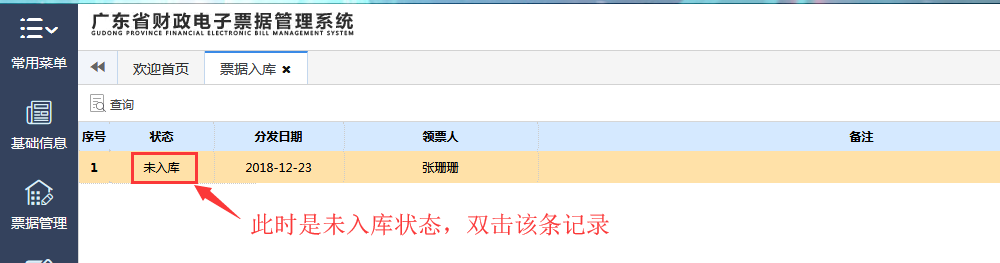 广东省财政电子票据管理系统
GUDONG PROVINCE FINANCIAL ELECTRONIC BILL MANAGEMENT SYSTEM
常用菜单
欢迎首页 票据入库
查询
基础信息
序号 状态 分发日期 领票人 备注
1 未入库 2018-12-23 张珊珊
票据管理
此时是未入库状态，双击该条记录